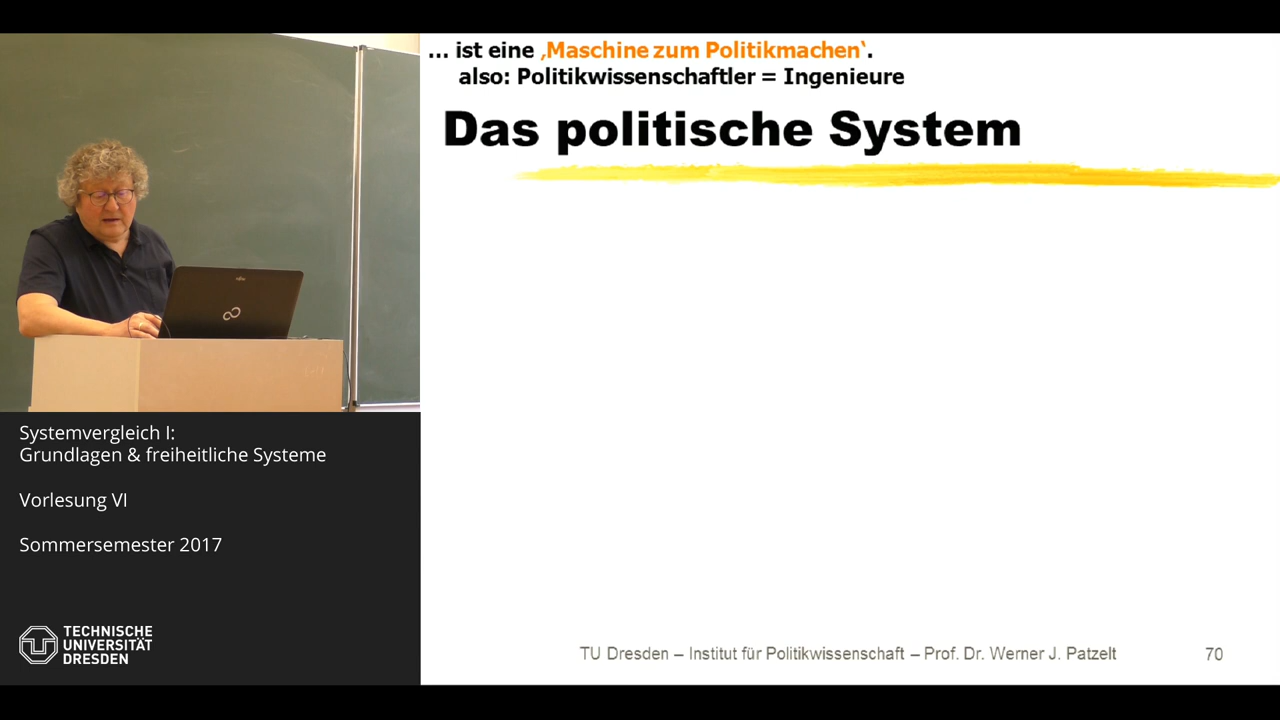 … ist eine ‚Maschine zum Politikmachen‘.
also: Politikwissenschaftler = Ingenieure
Das politische System
Systemvergleich I:
Grundlagen & freiheitliche Systeme
Vorlesung VI
Sommersemester 2017
TECHNISCHE
UNIVERSITÄT
DRESDEN
TU Dresden – Institut für Politikwissenschaft – Prof. Dr. Werner J. Patzelt
70